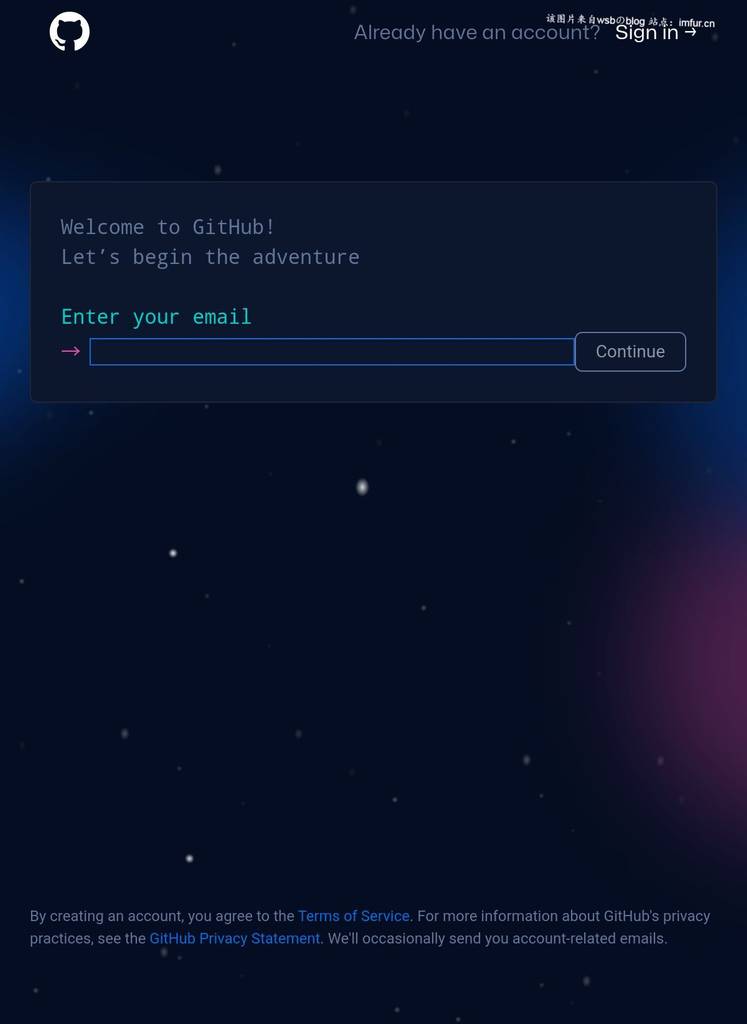 该图片来自wsbのblog 站点：imfur.cn
Already have an account? Sign in →
Welcome to GitHub!
Let’s begin the adventure
Enter your email
→
Continue
By creating an account, you agree to the Terms of Service. For more information about GitHub's privacy
practices, see the GitHub Privacy Statement. We'll occasionally send you account-related emails.